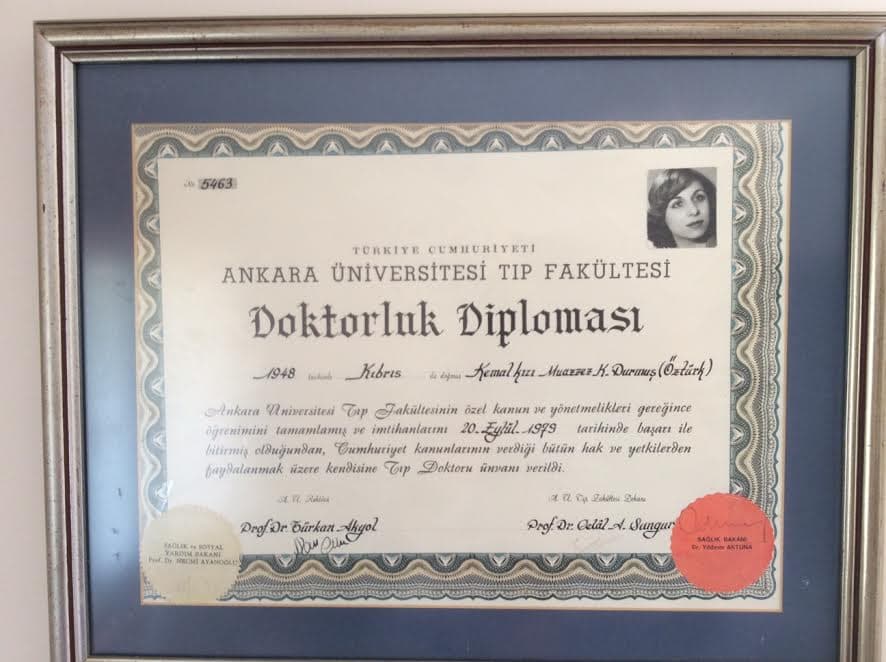 № 5463
TÜRKİYE CUMHURİYETİ
ANKARA ÜNİVERSİTESİ TIP FAKÜLTESİ
Doktorluk Diploması
1948 tarihinde Kıbrıs da doğmuş Kemal kızı Muazzez K. Durmuş (Öztürk)
Ankara Üniversitesi Tıp Fakültesinin özel kanun ve yönetmelikleri gereğince
öğrenimini tamamlamış ve imtihanlarını 20 Eylül 1979 tarihinde başarı ile
bitirmiş olduğundan, Cumhuriyet kanunlarının verdiği bütün hak ve yetkilerden
faydalanmak üzere kendisine Tıp Doktoru ünvanı verildi.
A. Ü. Rektörü
Prof. Dr. Türkan Akyol
A. Ü. Tıp Fakültesi Dekanı
Prof. Dr. Celâl A. Sungur
SAĞLIK ve SOSYAL
YARDIM BAKANI
Prof. Dr. AYANOĞLU
SAĞLIK BAKANI
Dr. Yıldırım AKTUNA